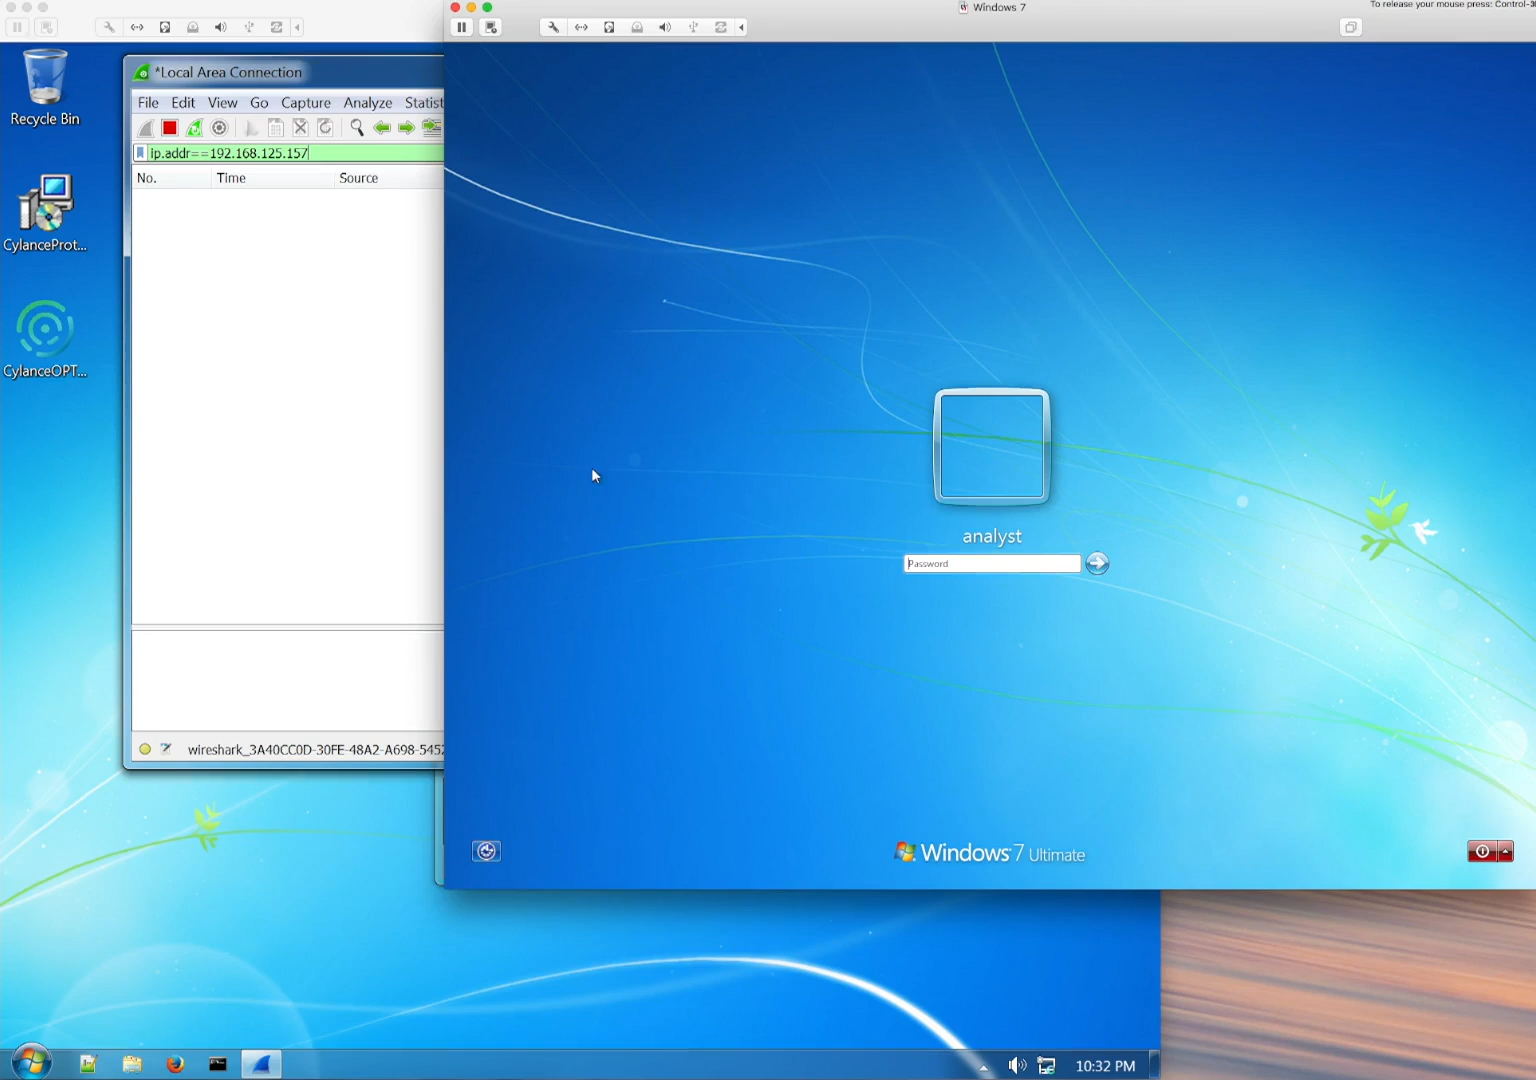 Windows 7
To release your mouse press: Control-⌘
Recycle Bin
*Local Area Connection
File Edit View Go Capture Analyze Statist
ip.addr==192.168.125.157
No. Time Source
CylanceProt...
CylanceOPT...
analyst
Password
wireshark_3A40CC0D-30FE-48A2-A698-5452
Windows 7 Ultimate
10:32 PM